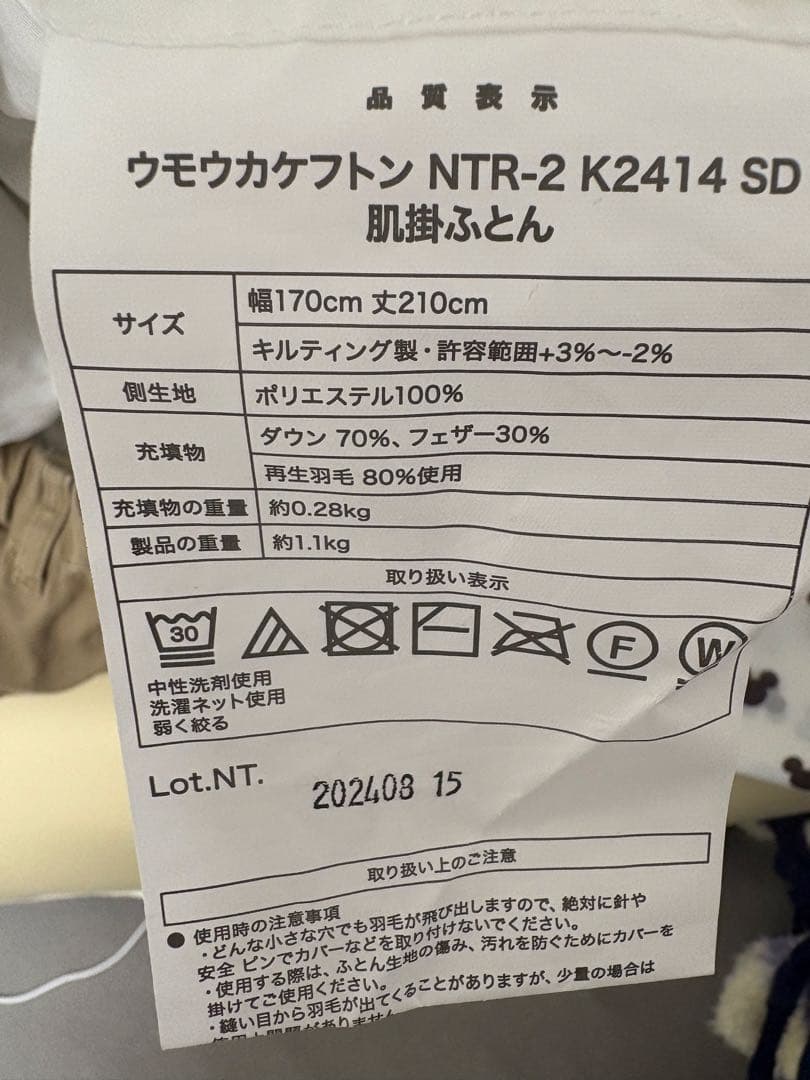 品質表示
ウモウカケフトン NTR-2 K2414 SD
肌掛ふとん
サイズ
幅170cm 丈210cm
キルティング製・許容範囲+3%〜-2%
側生地
ポリエステル100%
充填物
ダウン 70%、フェザー30%
再生羽毛 80%使用
充填物の重量
約0.28kg
製品の重量
約1.1kg
取り扱い表示
30
F
W
中性洗剤使用
洗濯ネット使用
弱く絞る
Lot.NT.
202408 15
取り扱い上のご注意
● 使用時の注意事項
・どんな小さな穴でも羽毛が飛び出しますので、絶対に針や
安全 ピンでカバーなどを取り付けないでください。
・使用する際は、ふとん生地の傷み、汚れを防ぐためにカバーを
掛けてご使用ください。
・縫い目から羽毛が出てくることがありますが、少量の場合は